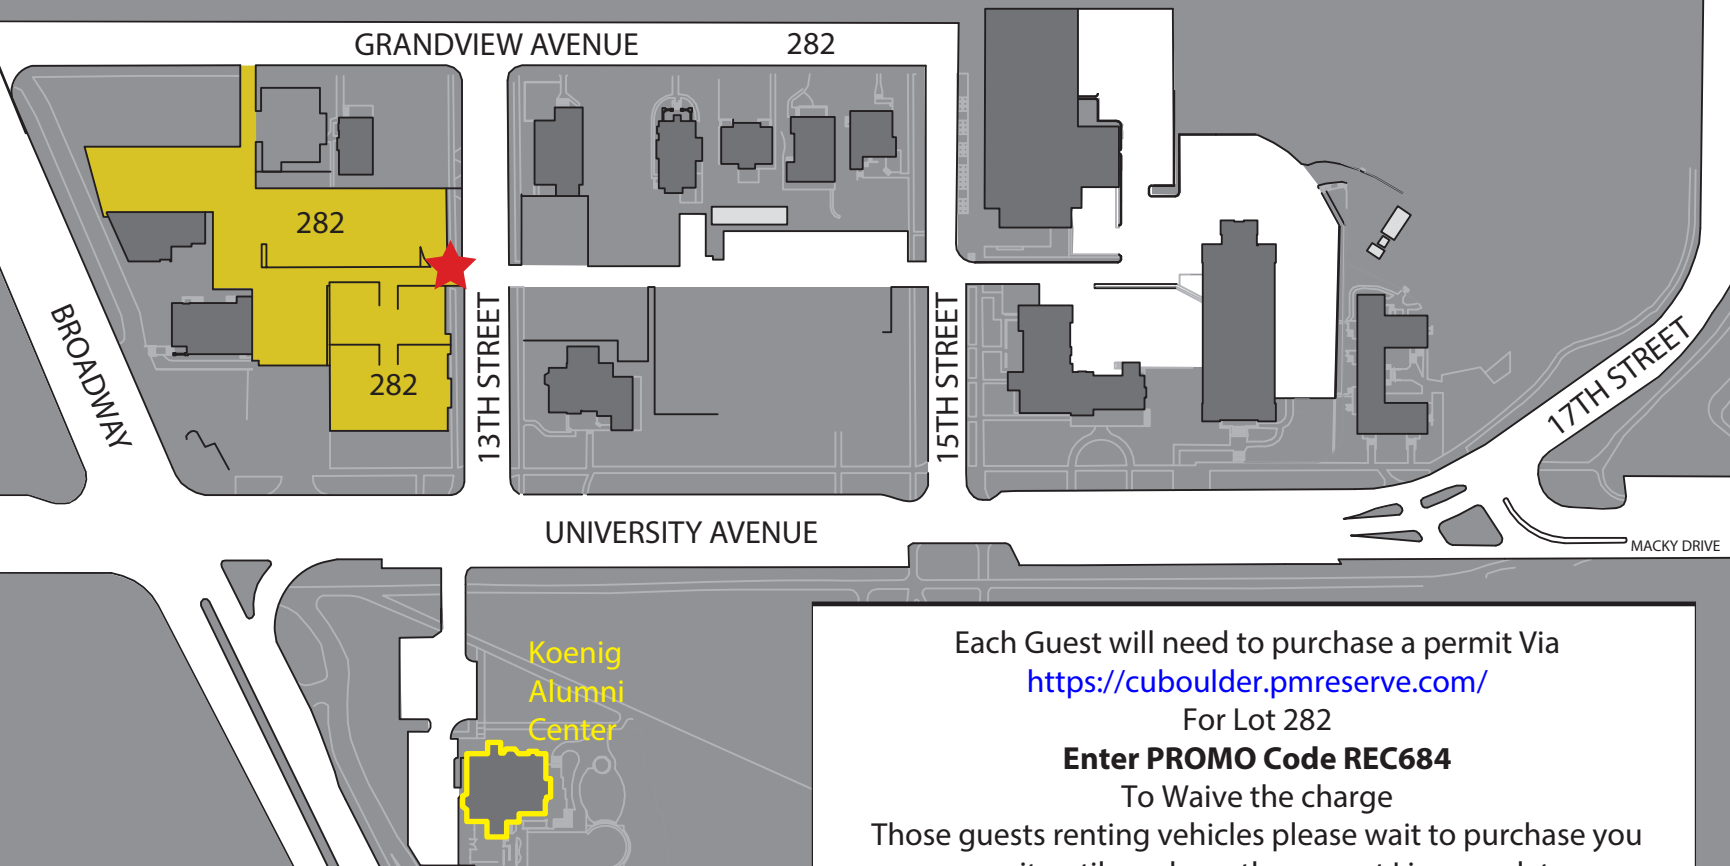 GRANDVIEW AVENUE
282
282
282
BROADWAY
13TH STREET
15TH STREET
17TH STREET
UNIVERSITY AVENUE
MACKY DRIVE
Koenig
Alumni
Center
Each Guest will need to purchase a permit Via
https://cuboulder.pmreserve.com/
For Lot 282
Enter PROMO Code REC684
To Waive the charge
Those guests renting vehicles please wait to purchase you